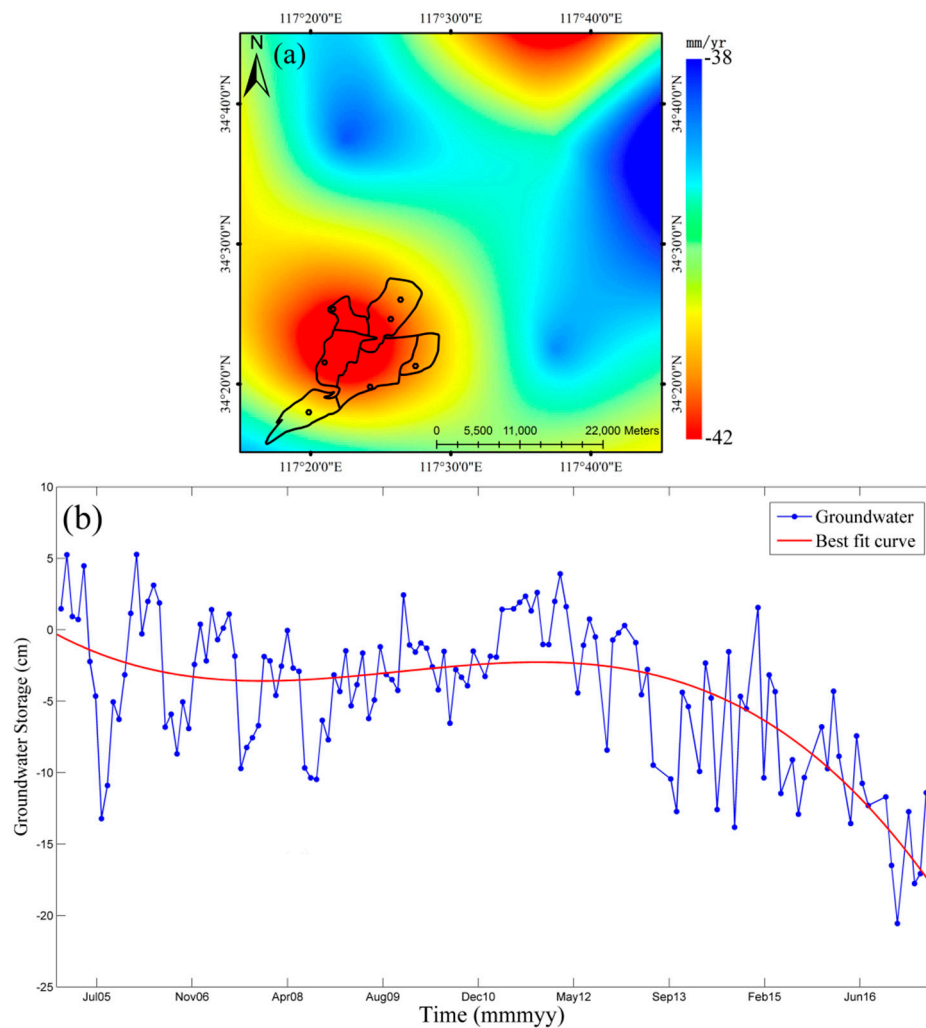 117°20'0"E 117°30'0"E 117°40'0"E
N
(a)
mm/yr
-38
34°40'0"N 34°40'0"N
34°30'0"N 34°30'0"N
34°20'0"N 34°20'0"N
0 5,500 11,000 22,000 Meters
-42
117°20'0"E 117°30'0"E 117°40'0"E
(b)
Groundwater
Best fit curve
Groundwater Storage (cm)
10
5
0
-5
-10
-15
-20
-25
Jul05 Nov06 Apr08 Aug09 Dec10 May12 Sep13 Feb15 Jun16
Time (mmmyy)